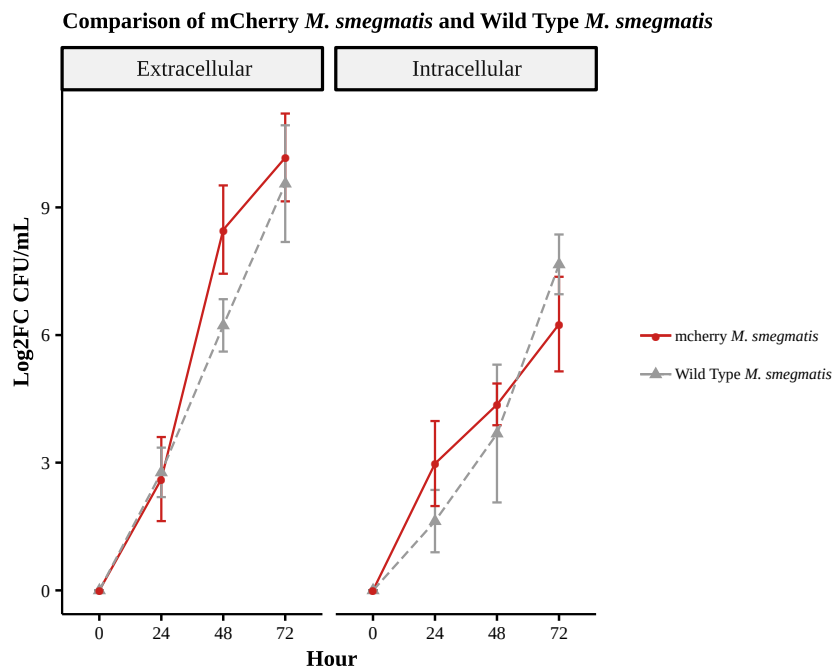 Comparison of mCherry M. smegmatis and Wild Type M. smegmatis
Extracellular
Intracellular
Log2FC CFU/mL
9
6
3
0
0 24 48 72
0 24 48 72
Hour
mcherry M. smegmatis
Wild Type M. smegmatis